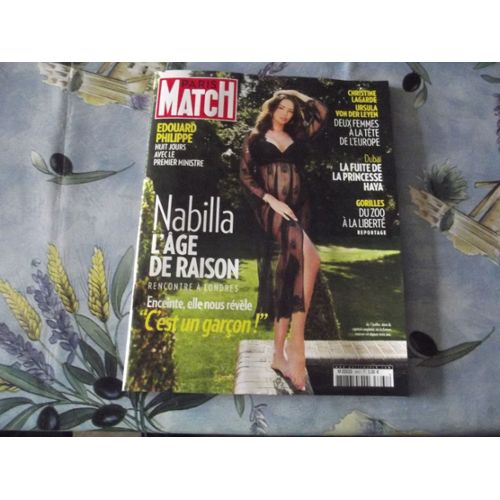 PARIS
MATCH
EDOUARD
PHILIPPE
HUIT JOURS
AVEC LE
PREMIER MINISTRE
CHRISTINE
LAGARDE
URSULA
VON DER LEYEN
DEUX FEMMES
À LA TÊTE
DE L'EUROPE
Dubaï
LA FUITE DE
LA PRINCESSE
HAYA
GORILLES
DU ZOO
À LA LIBERTÉ
REPORTAGE
Nabilla
L'ÂGE
DE RAISON
RENCONTRE À LONDRES
Enceinte, elle nous révèle
"C'est un garçon !"